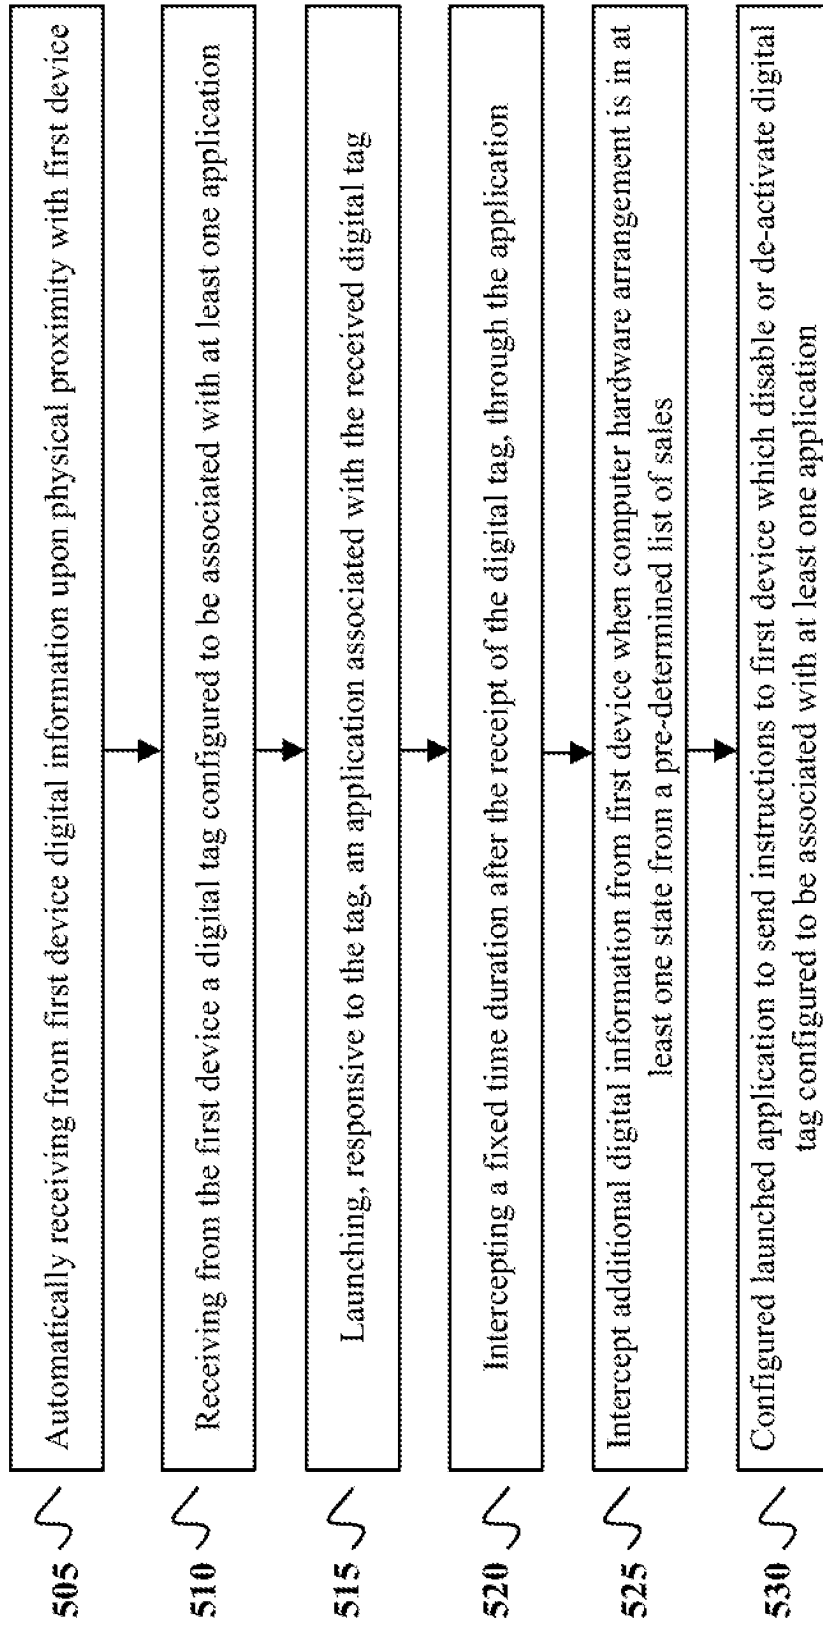 505
Automatically receiving from first device digital information upon physical proximity with first device
510
Receiving from the first device a digital tag configured to be associated with at least one application
515
Launching, responsive to the tag, an application associated with the received digital tag
520
Intercepting a fixed time duration after the receipt of the digital tag, through the application
525
Intercept additional digital information from first device when computer hardware arrangement is in at
least one state from a pre-determined list of sales
530
Configured launched application to send instructions to first device which disable or de-activate digital
tag configured to be associated with at least one application